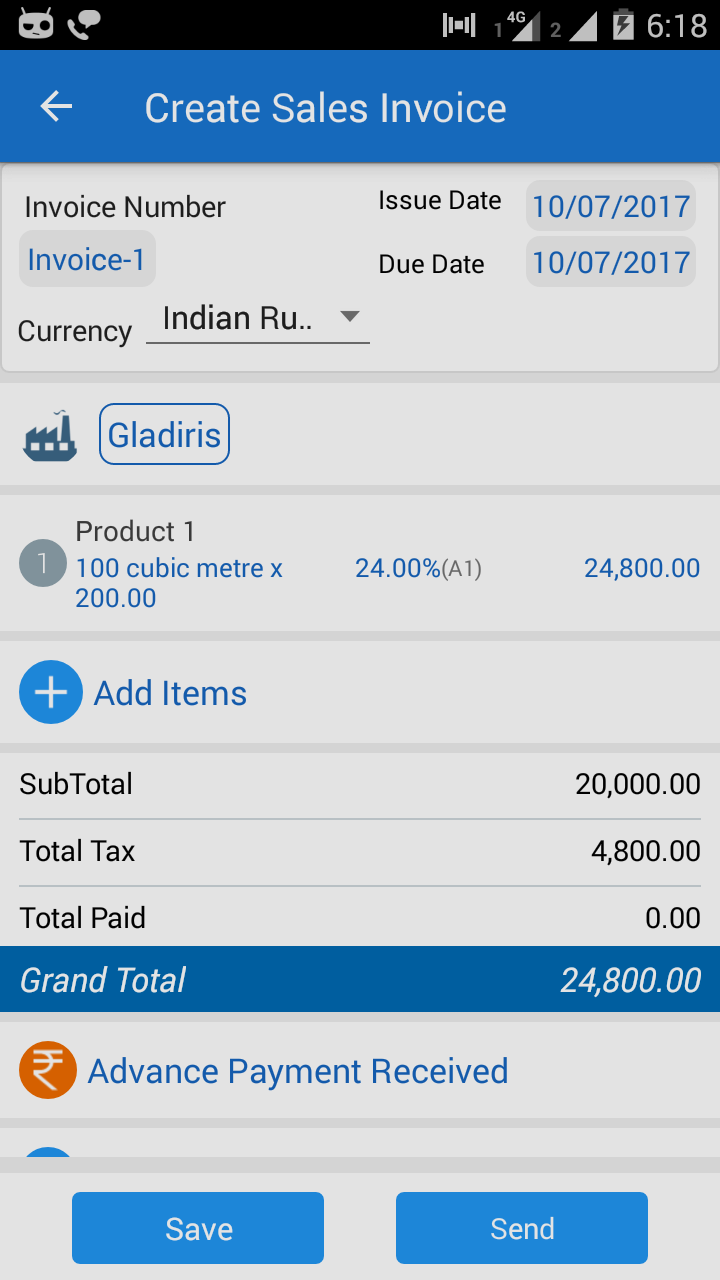 1 4G 2 6:18
Create Sales Invoice
Invoice Number
Issue Date 10/07/2017
Invoice-1
Due Date 10/07/2017
Currency Indian Ru..
Gladiris
Product 1
1 100 cubic metre x 24.00%(A1) 24,800.00
200.00
Add Items
SubTotal 20,000.00
Total Tax 4,800.00
Total Paid 0.00
Grand Total 24,800.00
₹ Advance Payment Received
Save Send